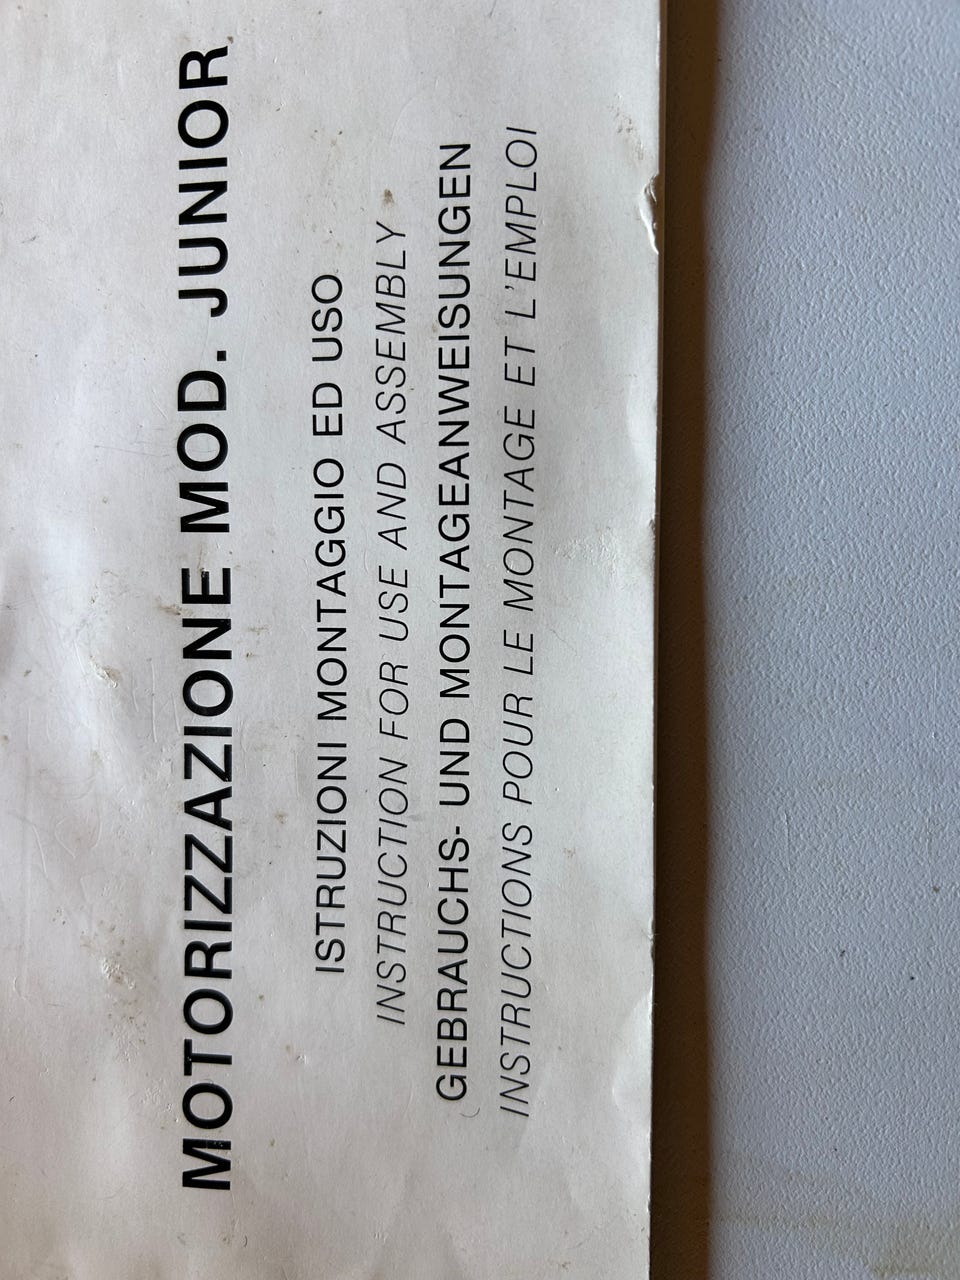 MOTORIZZAZIONE MOD. JUNIOR
ISTRUZIONI MONTAGGIO ED USO
INSTRUCTION FOR USE AND ASSEMBLY
GEBRAUCHS- UND MONTAGEANWEISUNGEN
INSTRUCTIONS POUR LE MONTAGE ET L'EMPLOI